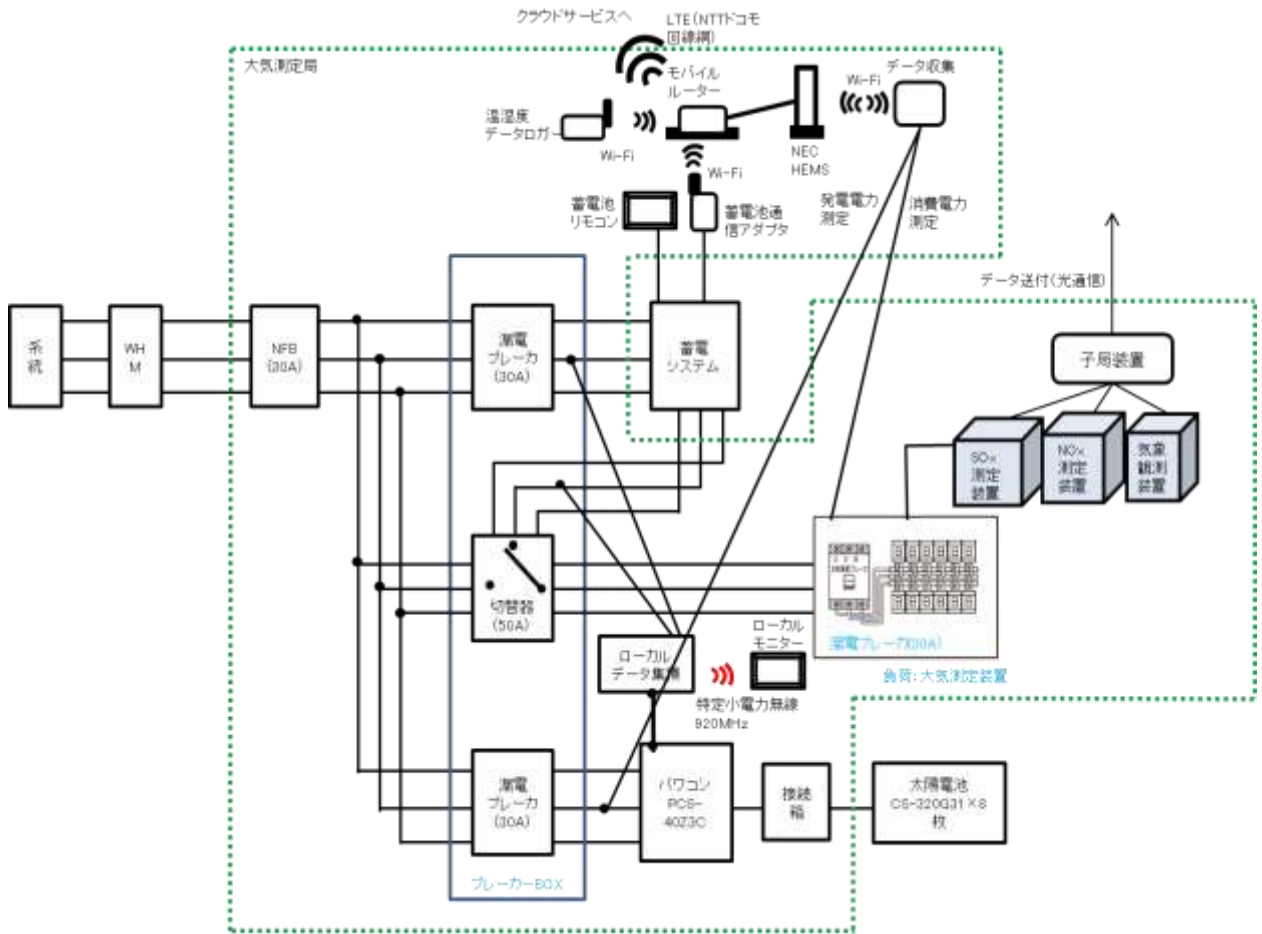 クラウドサービスへ
LTE(NTTドコモ
回線網)
大気測定局
モバイル
ルーター
Wi-Fi
データ収集
温湿度
データロガー
Wi-Fi
NEC
HEMS
Wi-Fi
蓄電池
リモコン
蓄電池通
信アダプタ
発電電力
測定
消費電力
測定
データ送付(光通信)
系
統
WH
M
NFB
(30A)
漏電
ブレーカ
(30A)
蓄電
システム
子局装置
SOx
測定
装置
NOx
測定
装置
気象
観測
装置
切替器
(50A)
漏電ブレーカ(30A)
負荷:大気測定装置
ローカル
データ集積
ローカル
モニター
特定小電力無線
920MHz
漏電
ブレーカ
(30A)
パワコン
PCS-
40Z3C
接続
箱
太陽電池
CS-320G31×8
枚
ブレーカーBOX